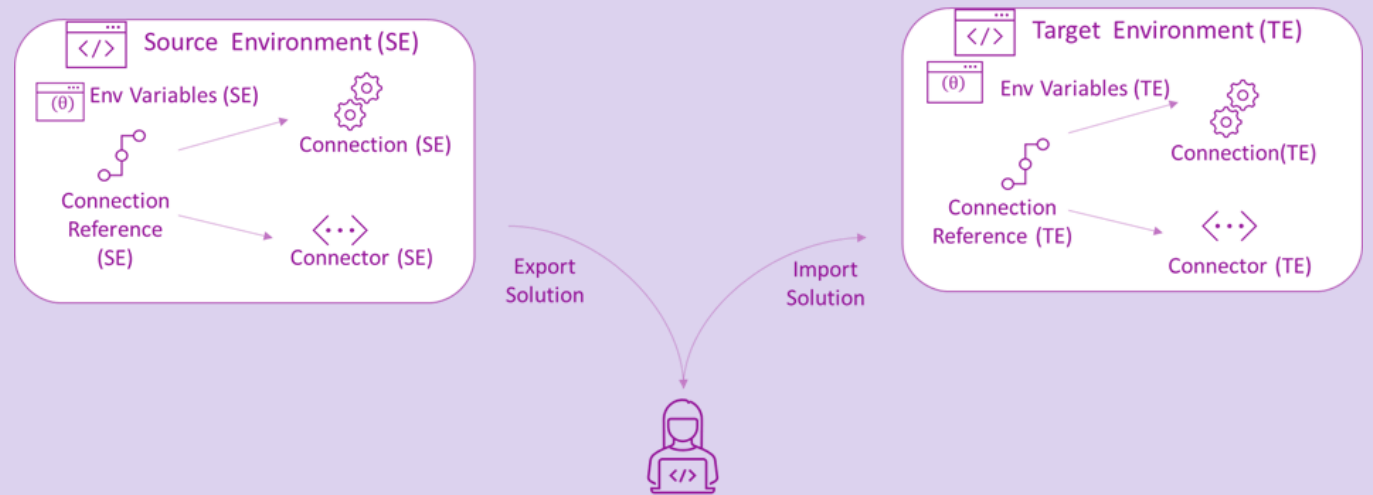 </> Source Environment (SE)
(θ) Env Variables (SE)
Connection (SE)
Connection
Reference
(SE)
Connector (SE)
Export
Solution
Import
Solution
</>
</> Target Environment (TE)
(θ) Env Variables (TE)
Connection(TE)
Connection
Reference (TE)
Connector (TE)